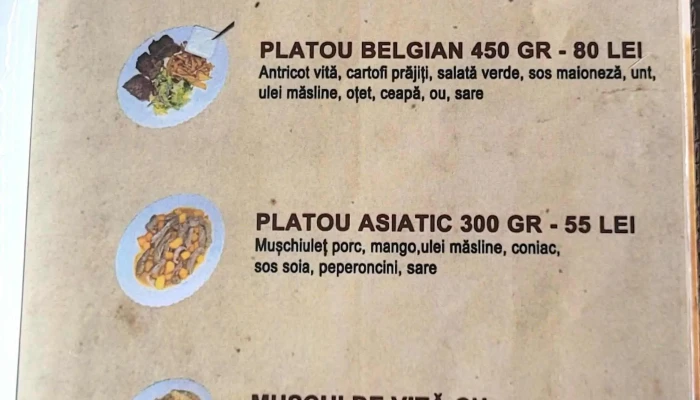 PLATOU BELGIAN 450 GR - 80 LEI
Antricot vită, cartofi prăjiți, salată verde, sos maioneză, unt,
ulei măsline, oțet, ceapă, ou, sare
PLATOU ASIATIC 300 GR - 55 LEI
Mușchiuleț porc, mango,ulei măsline, coniac,
sos soia, peperoncini, sare